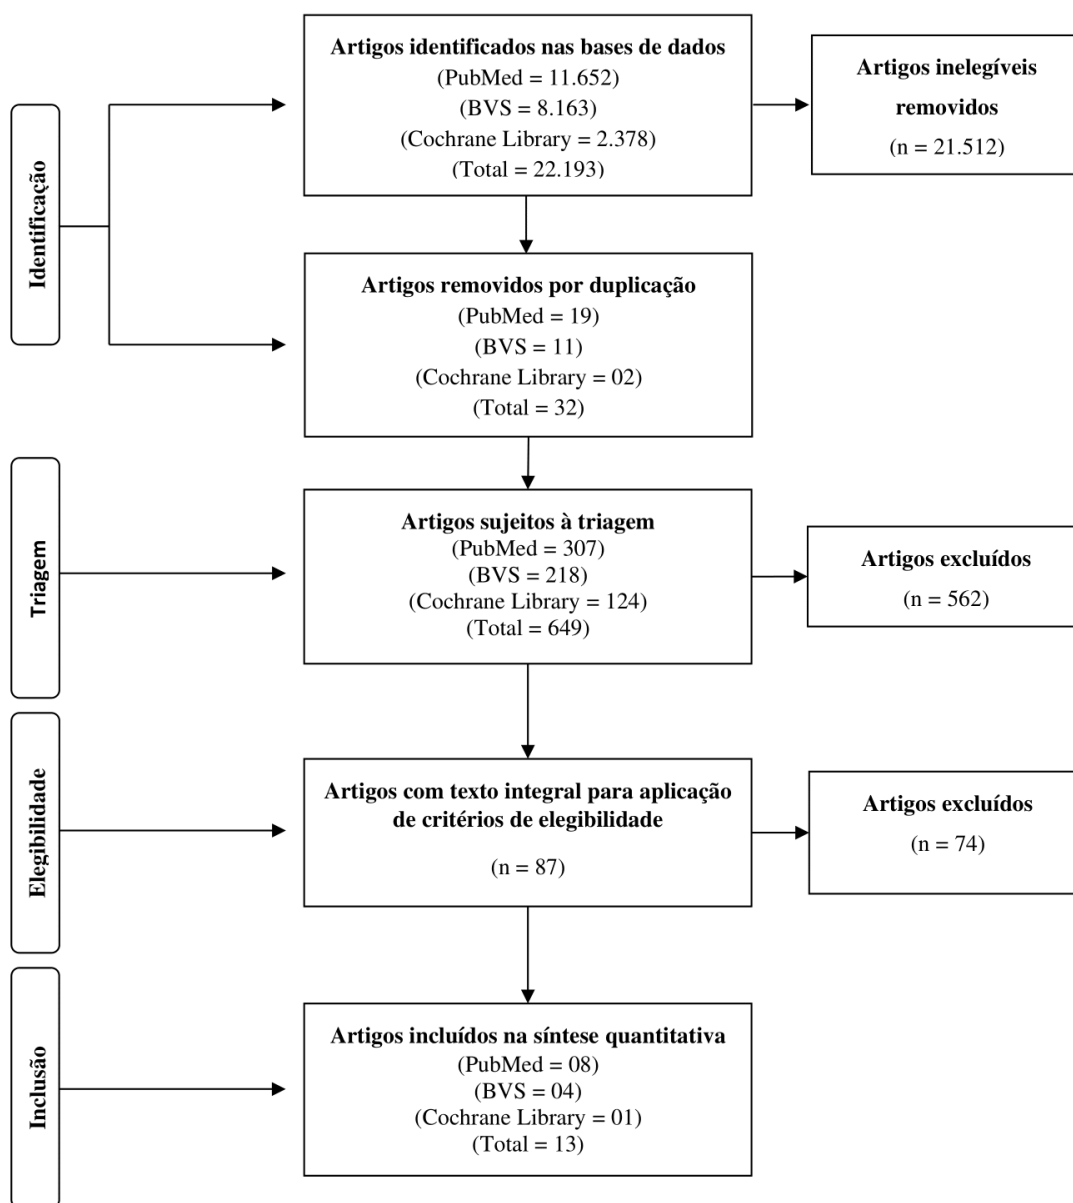 Identificação
Artigos identificados nas bases de dados
(PubMed = 11.652)
(BVS = 8.163)
(Cochrane Library = 2.378)
(Total = 22.193)
Artigos inelegíveis
removidos
(n = 21.512)
Artigos removidos por duplicação
(PubMed = 19)
(BVS = 11)
(Cochrane Library = 02)
(Total = 32)
Triagem
Artigos sujeitos à triagem
(PubMed = 307)
(BVS = 218)
(Cochrane Library = 124)
(Total = 649)
Artigos excluídos
(n = 562)
Elegibilidade
Artigos com texto integral para aplicação
de critérios de elegibilidade
(n = 87)
Artigos excluídos
(n = 74)
Inclusão
Artigos incluídos na síntese quantitativa
(PubMed = 08)
(BVS = 04)
(Cochrane Library = 01)
(Total = 13)